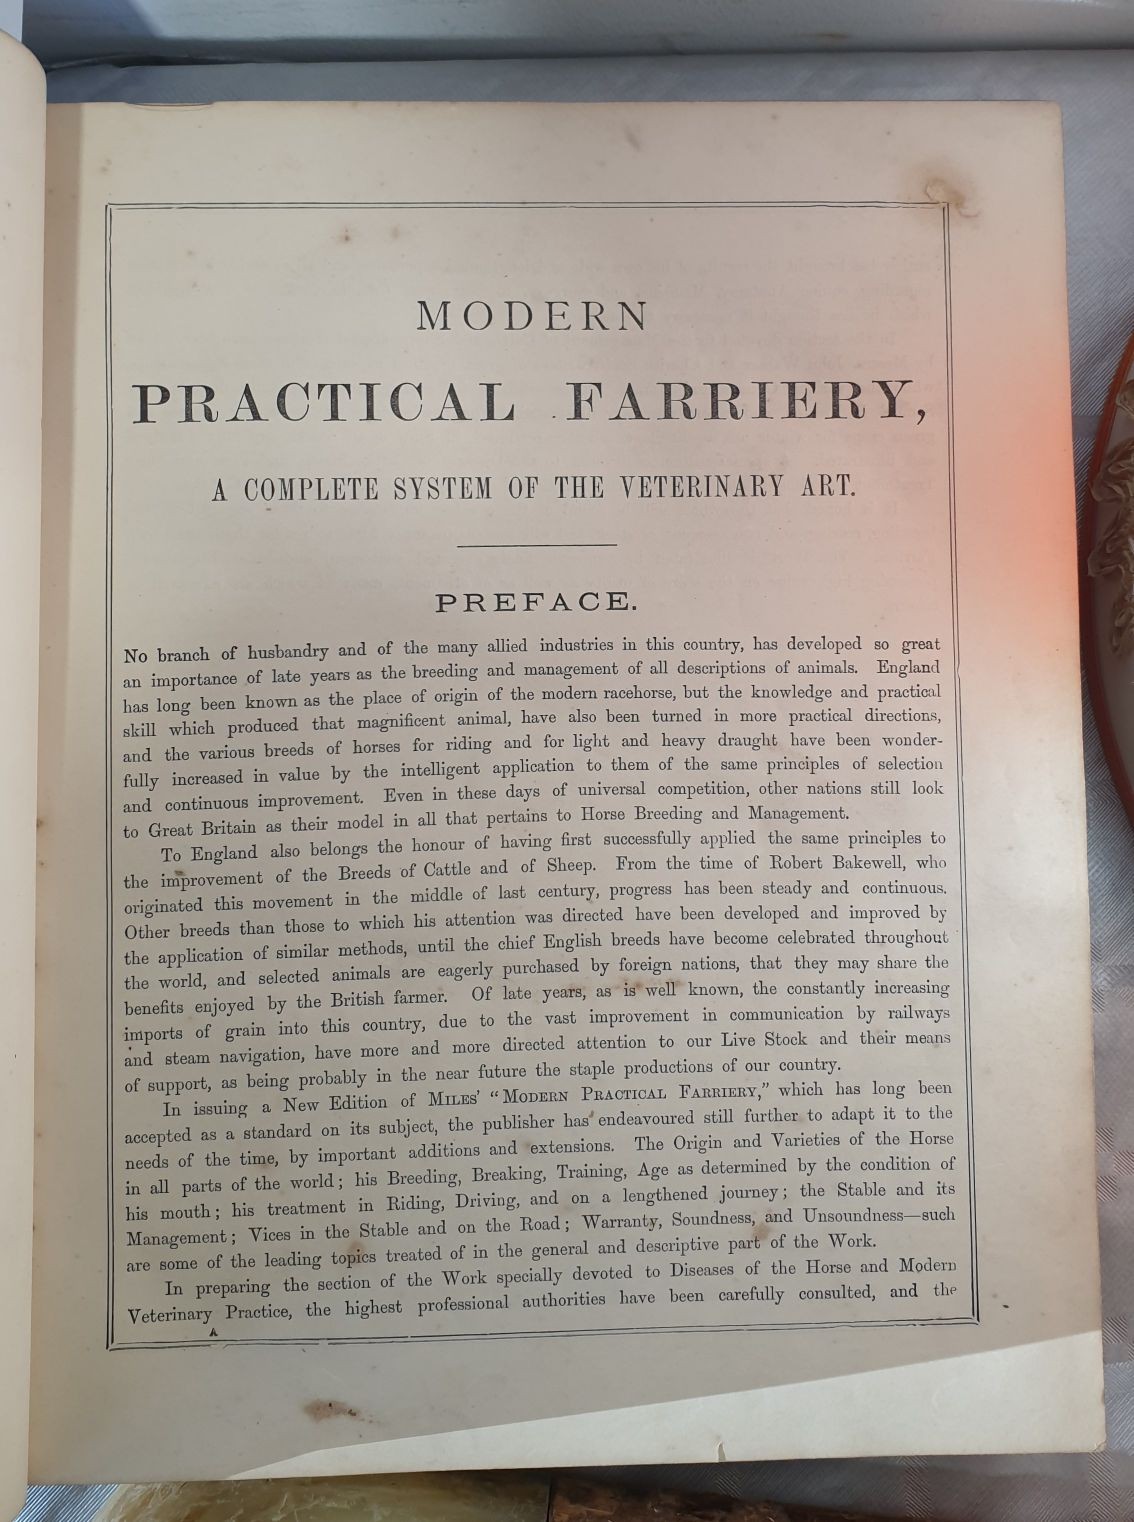 MODERN
PRACTICAL FARRIERY,
A COMPLETE SYSTEM OF THE VETERINARY ART.
PREFACE.
No branch of husbandry and of the many allied industries in this country, has developed so great
an importance of late years as the breeding and management of all descriptions of animals. England
has long been known as the place of origin of the modern racehorse, but the knowledge and practical
skill which produced that magnificent animal, have also been turned in more practical directions,
and the various breeds of horses for riding and for light and heavy draught have been wonder-
fully increased in value by the intelligent application to them of the same principles of selection
and continuous improvement. Even in these days of universal competition, other nations still look
to Great Britain as their model in all that pertains to Horse Breeding and Management.
To England also belongs the honour of having first successfully applied the same principles to
the improvement of the Breeds of Cattle and of Sheep. From the time of Robert Bakewell, who
originated this movement in the middle of last century, progress has been steady and continuous.
Other breeds than those to which his attention was directed have been developed and improved by
the application of similar methods, until the chief English breeds have become celebrated throughout
the world, and selected animals are eagerly purchased by foreign nations, that they may share the
benefits enjoyed by the British farmer. Of late years, as is well known, the constantly increasing
imports of grain into this country, due to the vast improvement in communication by railways
and steam navigation, have more and more directed attention to our Live Stock and their means
of support, as being probably in the near future the staple productions of our country.
In issuing a New Edition of MILES' "MODERN PRACTICAL FARRIERY," which has long been
accepted as a standard on its subject, the publisher has endeavoured still further to adapt it to the
needs of the time, by important additions and extensions. The Origin and Varieties of the Horse
in all parts of the world; his Breeding, Breaking, Training, Age as determined by the condition of
his mouth; his treatment in Riding, Driving, and on a lengthened journey; the Stable and its
Management; Vices in the Stable and on the Road; Warranty, Soundness, and Unsoundness—such
are some of the leading topics treated of in the general and descriptive part of the Work.
In preparing the section of the Work specially devoted to Diseases of the Horse and Modern
Veterinary Practice, the highest professional authorities have been carefully consulted, and the
A